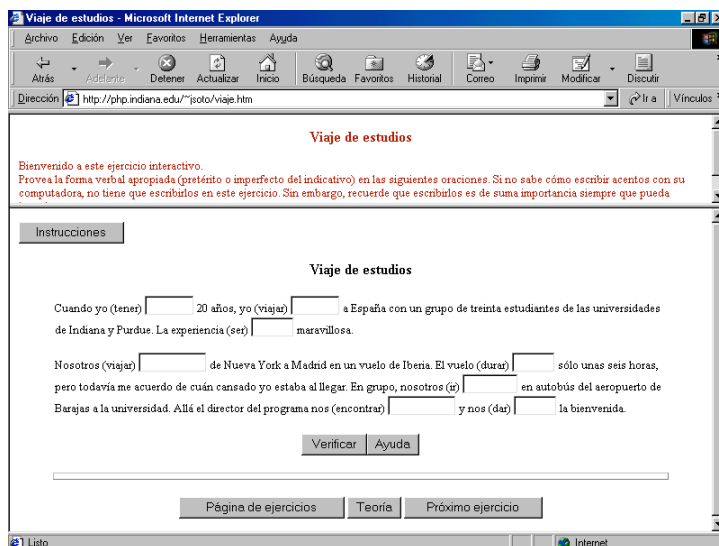 Viaje de estudios - Microsoft Internet Explorer
Archivo Edición Ver Favoritos Herramientas Ayuda
Atrás Adelante Detener Actualizar Inicio Búsqueda Favoritos Historial Correo Imprimir Modificar Discutir
Dirección http://php.indiana.edu/~jsoto/viaje.htm Ir a Vínculos
Viaje de estudios
Bienvenido a este ejercicio interactivo.
Provea la forma verbal apropiada (pretérito o imperfecto del indicativo) en las siguientes oraciones. Si no sabe cómo escribir acentos con su
computadora, no tiene que escribirlos en este ejercicio. Sin embargo, recuerde que escribirlos es de suma importancia siempre que pueda
Instrucciones
Viaje de estudios
Cuando yo (tener) 20 años, yo (viajar) a España con un grupo de treinta estudiantes de las universidades
de Indiana y Purdue. La experiencia (ser) maravillosa.
Nosotros (viajar) de Nueva York a Madrid en un vuelo de Iberia. El vuelo (durar) sólo unas seis horas,
pero todavía me acuerdo de cuán cansado yo estaba al llegar. En grupo, nosotros (ir) en autobús del aeropuerto de
Barajas a la universidad. Allá el director del programa nos (encontrar) y nos (dar) la bienvenida.
Verificar Ayuda
Página de ejercicios Teoría Próximo ejercicio
Listo Internet